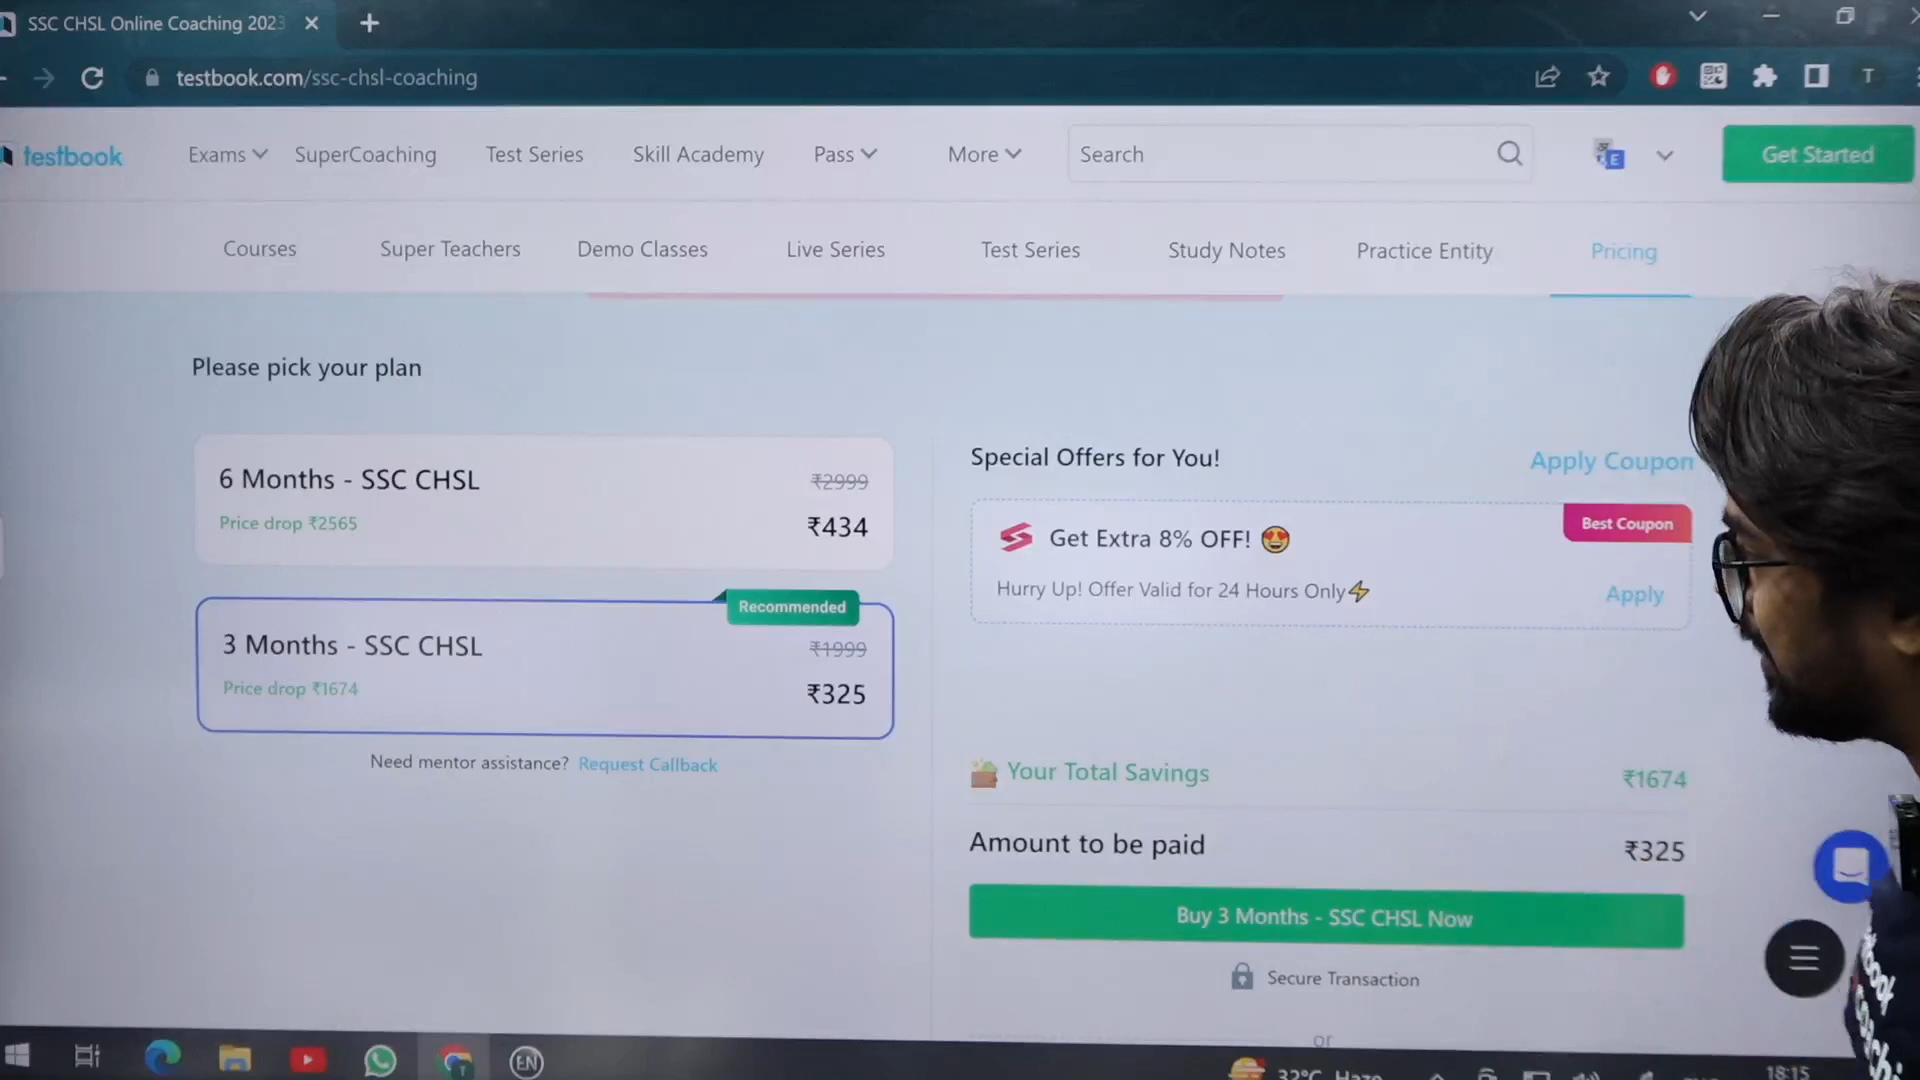 SSC CHSL Online Coaching 2023
testbook.com/ssc-chsl-coaching
T
testbook
Exams
SuperCoaching
Test Series
Skill Academy
Pass
More
Search
E
Get Started
Courses
Super Teachers
Demo Classes
Live Series
Test Series
Study Notes
Practice Entity
Pricing
Please pick your plan
6 Months - SSC CHSL
₹2999
Price drop ₹2565
₹434
Recommended
3 Months - SSC CHSL
₹1999
Price drop ₹1674
₹325
Need mentor assistance? Request Callback
Special Offers for You!
Apply Coupon
Best Coupon
Get Extra 8% OFF! 😍
Hurry Up! Offer Valid for 24 Hours Only⚡
Apply
Your Total Savings
₹1674
Amount to be paid
₹325
Buy 3 Months - SSC CHSL Now
Secure Transaction
or
EN
32°C Haze
18:15